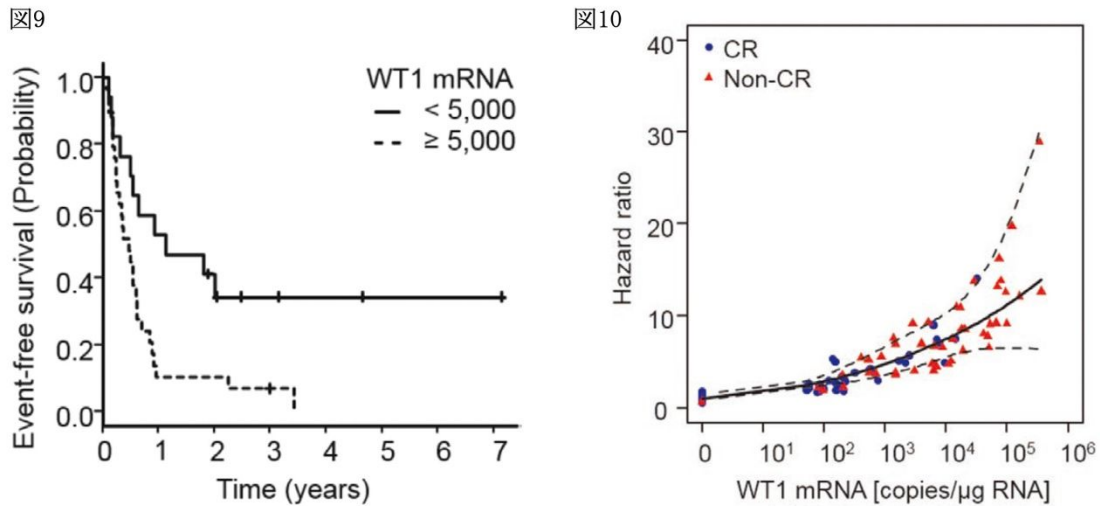 図9
Event-free survival (Probability)
1.0
0.8
0.6
0.4
0.2
0.0
WT1 mRNA
< 5,000
≥ 5,000
0 1 2 3 4 5 6 7
Time (years)
図10
Hazard ratio
40
30
20
10
0
CR
Non-CR
0 10¹ 10² 10³ 10⁴ 10⁵ 10⁶
WT1 mRNA [copies/µg RNA]